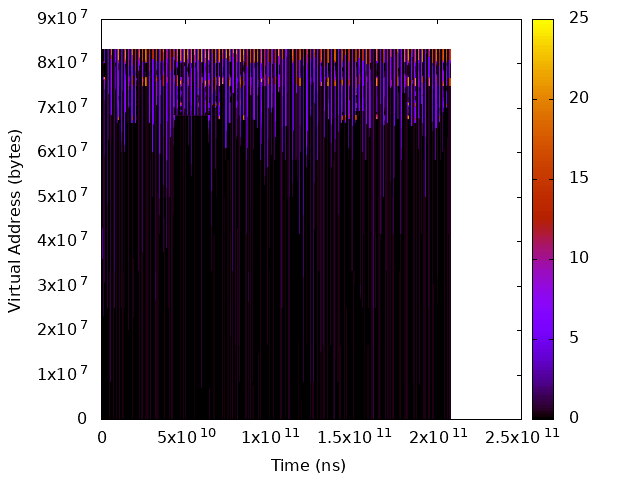 9x10^7
8x10^7
7x10^7
6x10^7
5x10^7
4x10^7
3x10^7
2x10^7
1x10^7
0
Virtual Address (bytes)
0 5x10^10 1x10^11 1.5x10^11 2x10^11 2.5x10^11
Time (ns)
25
20
15
10
5
0